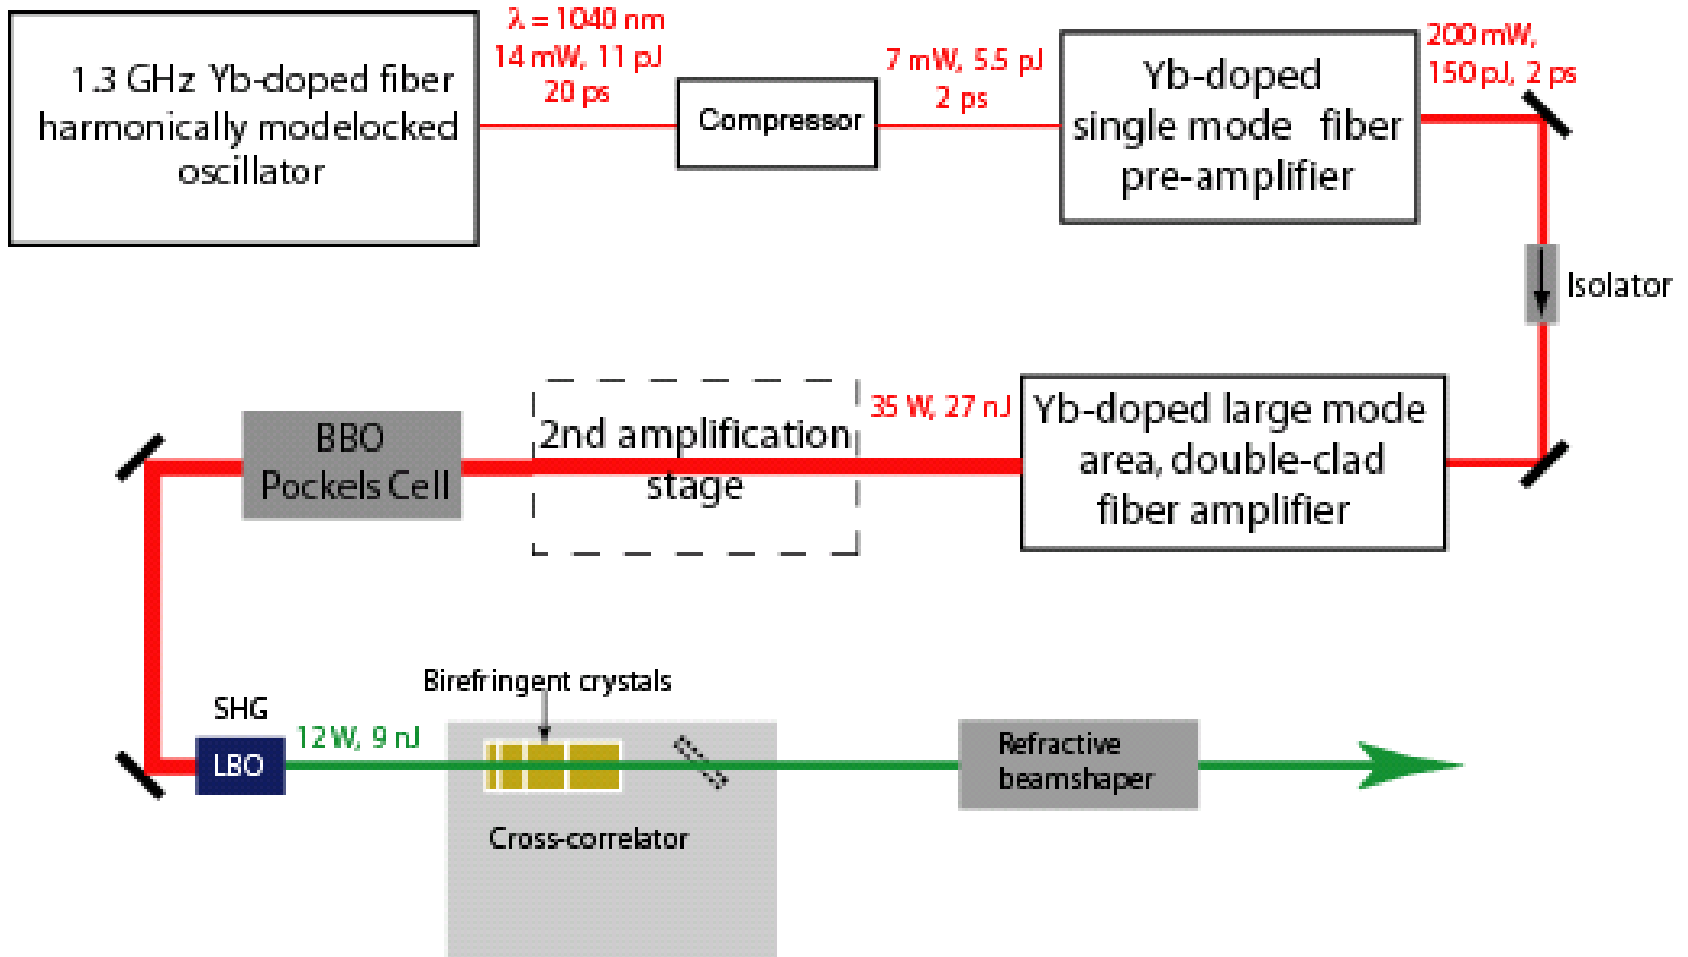 1.3 GHz Yb-doped fiber
harmonically modelocked
oscillator
λ = 1040 nm
14 mW, 11 pJ
20 ps
Compressor
7 mW, 5.5 pJ
2 ps
Yb-doped
single mode fiber
pre-amplifier
200 mW,
150 pJ, 2 ps
Isolator
BBO
Pockels Cell
2nd amplification
stage
35 W, 27 nJ
Yb-doped large mode
area, double-clad
fiber amplifier
SHG
LBO
12 W, 9 nJ
Birefringent crystals
Cross-correlator
Refractive
beamshaper